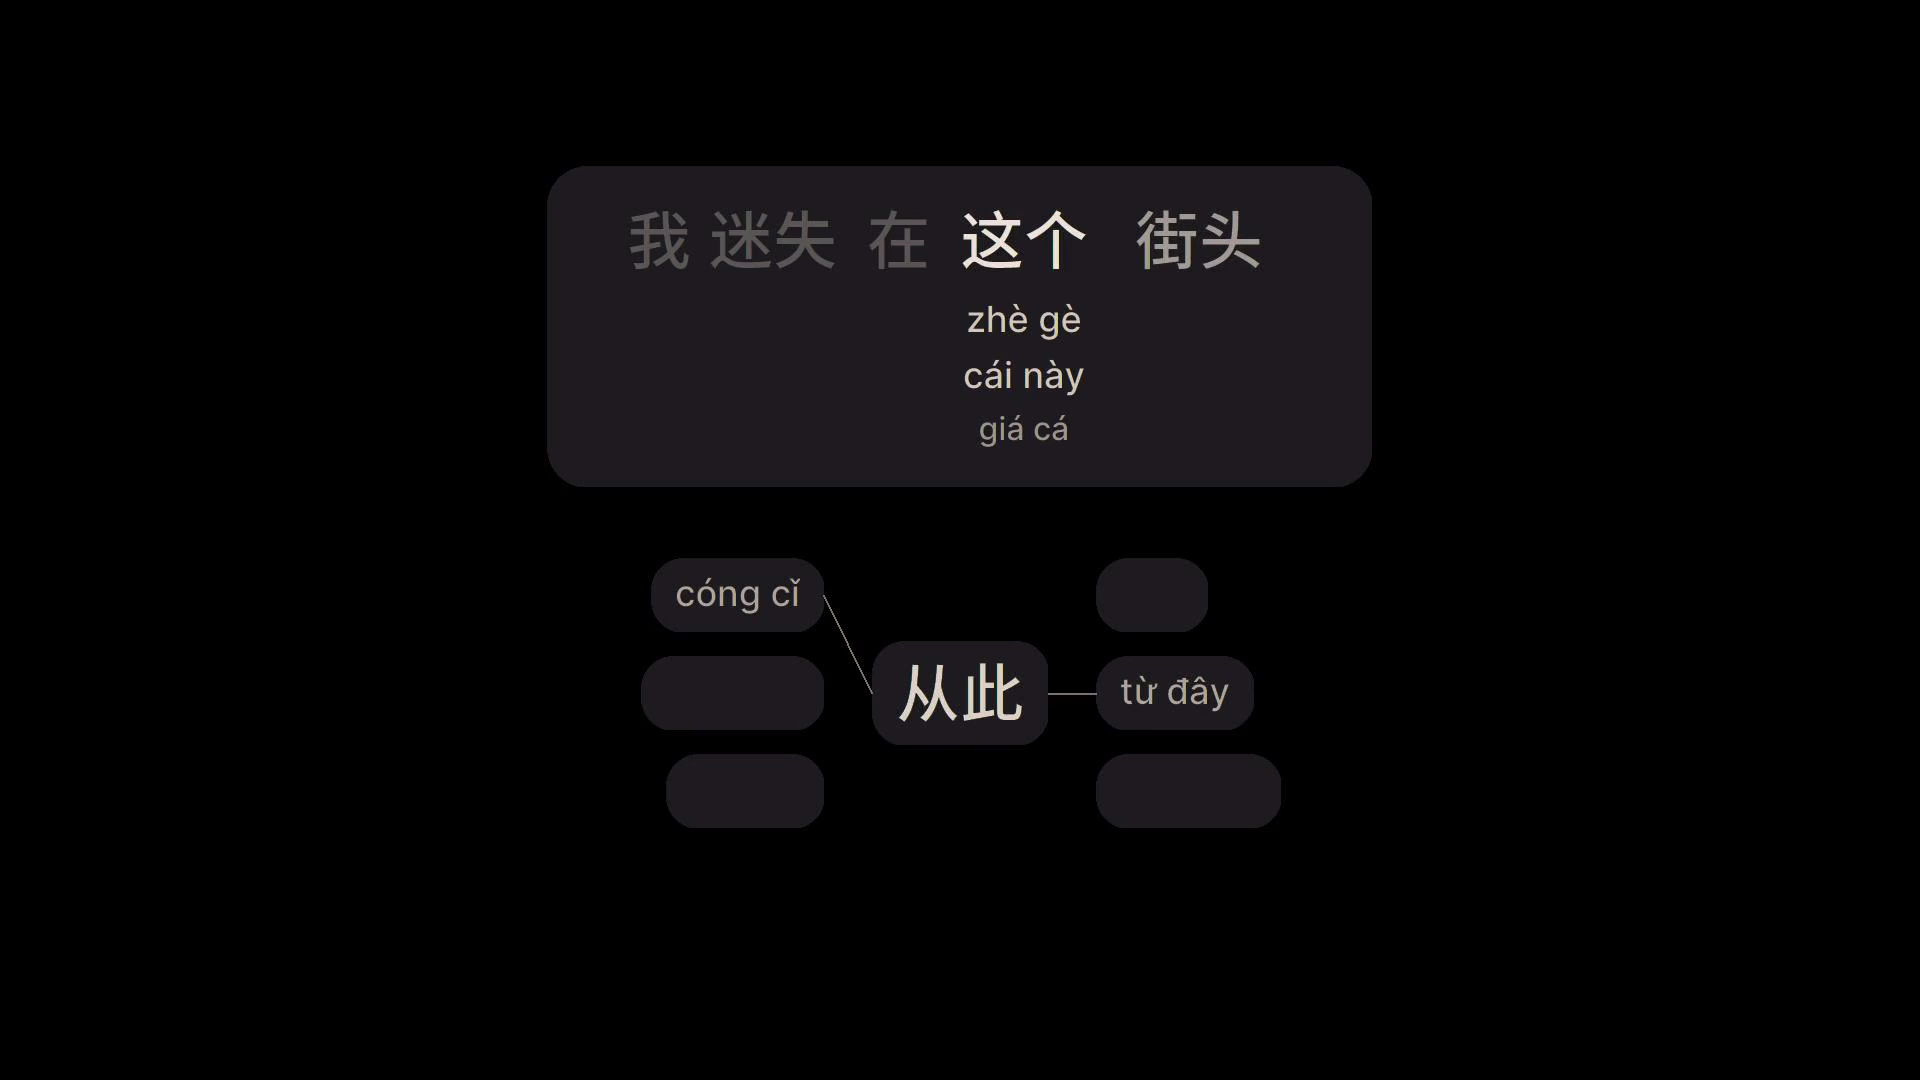 我 迷失 在 这个 街头
zhè gè
cái này
giá cá
cóng cǐ
从此
từ đây